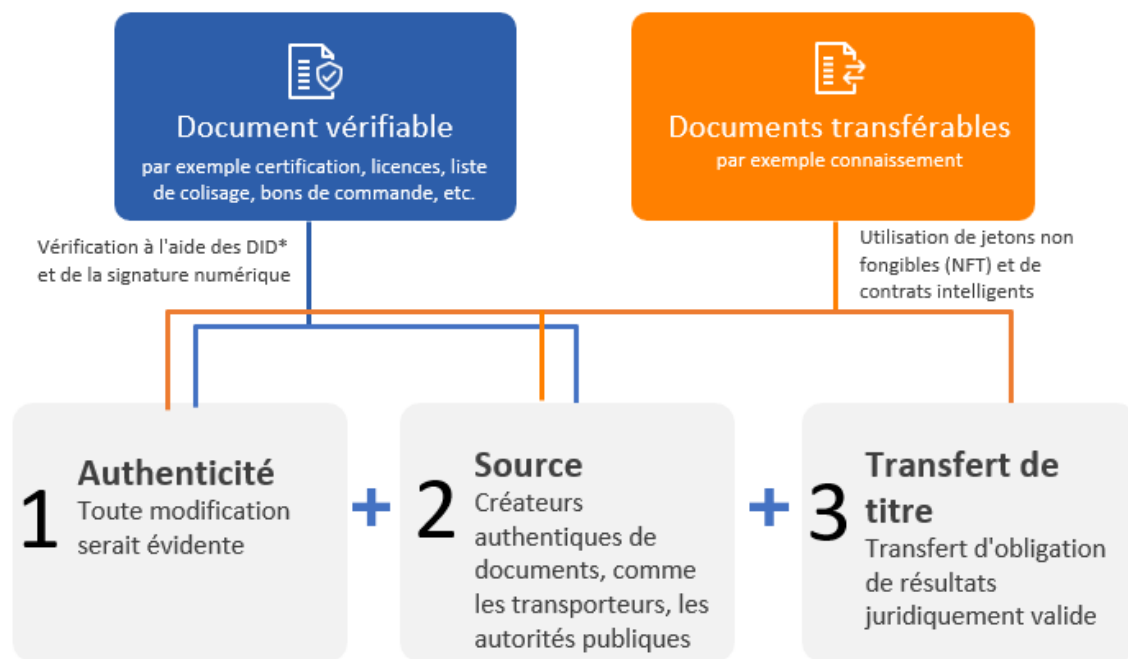 Document vérifiable
par exemple certification, licences, liste
de colisage, bons de commande, etc.
Documents transférables
par exemple connaissement
Vérification à l'aide des DID*
et de la signature numérique
Utilisation de jetons non
fongibles (NFT) et de
contrats intelligents
1
Authenticité
Toute modification
serait évidente
+
2
Source
Créateurs
authentiques de
documents, comme
les transporteurs, les
autorités publiques
+
3
Transfert de
titre
Transfert d'obligation
de résultats
juridiquement valide